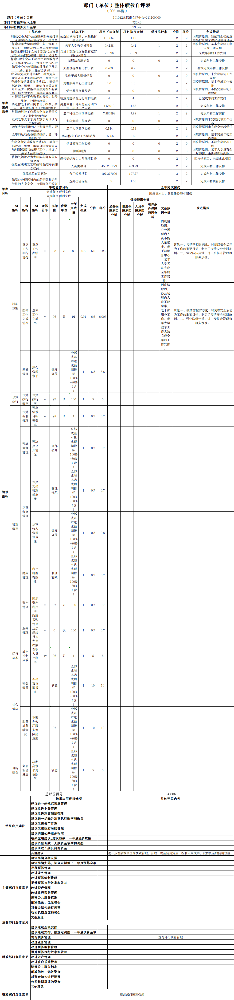 部门（单位）整体绩效自评表
（2021年度）
部门（单位）名称 101022盘锦市党建中心-211100000
部门年初预算收入金额 730.49
部门年初预算支出金额 730.49
年度主要任务
工作名称 对应项目 项目下达金额 项目执行金额 项目执行率 分值 得分 完成情况
8楼办公区域外公益服务部分的灯具、水暖等耗材的维修更换，保障单 公益区域内灯具、水暖耗材等换经费 1.19662 1.19 1 2 2 因疫情原因，经过对全楼的急需的灯具等工程耗材进行维修
保障老年大学的教学任务正常有序的运行，购置2021年全年的教学用 老年大学教学材料费 0.4138 0.41 1 2 2 因疫情原因，基本完成年初制定的工作安排
保障全市612个党员干部现代远程教育站点的网络畅通，圆满完成远程 党员干部现代远程教育宽带通信使用费 21.396 21.39 1 2 2 完成年初的工作安排
保障612个党员干部现代远程教育站点全年正常运行，对每个站点拨付 基层站点维护费 0 0 0 2 0 完成年初工作安排
保障中心办公场所的设备的正常运转，日常工作正常进行 大型设备维修（护）费 6.209 6.2 1 2 2 基本完成年初工作安排
成全年党建大讲堂4次，确保党务工作者业务水平有所提高，党建工作 党员干部大讲堂经费 0 0 0 2 0 因疫情原因，未完成年初工作安排
完成全市党员教育活动4次，确保干部政治、思想、、廉洁自律等方面 党群服务中心工作经费 1.6 1.6 1 2 2 因疫情原因，基本完成工作安排
每月至少一次指导基层党组织有效的开展党建工作，更好的发挥基层 党建基层指导经费 0 0 0 2 0 因疫情原因，不能完成年初工作安排
对智慧党建平台数据库备份、账号维护、权限修改等。 智慧党建平台运行维护经费 4 4 1 2 2 已完成年初工作安排
离退休老干部订阅书刊、报纸、杂志，满足离退休老干部阅读需求 离退休老干部阅览室订阅书刊、报纸、杂志费 1.55012 1.55 1 2 2 完成年初工作安排
组织老科技工作者为全市高质量发展贡献智慧和力量 老年科技工作活动经费 7.886599 7.88 1 2 2 完成年初工作安排
组织老年大学学员考察学习培训等工作经费 老年大学工作经费 0 0 0 2 0 因疫情原因未完成此项工作任务
老年大学对招收65个班级学员，开展教学活动 老年大学教学经费 0.144 0.14 1 2 2 因疫情原因未完成全年教学任务
全年的运动设备维修维护、老干部培训学习 离退休老干部工作活动费 0.5566 0.55 1 2 2 因疫情原因，基本完成年初工作安排
完成全市党员教育活动4次，确保干部政治、思想、廉洁自律等方面问 党员教育工作经费 0 0 0 2 0 因疫情原因，不能完成此项工作
顺利完成校刊的编印工作，增加了老年人的刊物阅读。 刊物印刷费 0 0 0 2 0 因疫情原因，老年大学没有全年开课，未进行刊物印刷
将燃气锅炉改为太阳能与电双能源热水器 燃气锅炉改为太阳能项目费 0 0 0 2 0 因疫情原因，未完成此项目
保障在职职工工资福利 保障单位正常运转 人员类项目 453.231779 453.23 1 2 2 完成年初工作安排
保障单位正常运转 公用经费项目 197.277096 197.27 1 2 2 完成年初工作安排
保障办公楼区域内的老干部和老年学员的人身安全，与保险公司签订 意外伤害保险 1.55 1.55 1 2 2 完成年初预算安排
年度目标 年初总体目标 全年完成情况
党建任务顺利完成
党群任务顺利完成 因疫情原因，党建任务基本完成
绩效指标
一级指标 二级指标 三级指标 运算符号 指标值 度量单位 全年完成值 完成程度 分值 得分 偏差原因分析 改进措施
经费保障原因分析 制度保障原因分析 人员保障原因分析 硬件条件保障原因分析 其他原因分析
履职效能 重点工作履行情况 重点工作办结率 = 98 % 80 0.8 6.6 5.28 因疫情原因，办公场所内人员不能大量聚集，老干部服务中心、老年大学无法完成全年的工作安排。 其他:一，疫情防控常态化，时刻以安全活动为工作的重要目标，制定了疫情安全准则条例。二，强化队伍建设，进一步提升管理和服务水准。
整体工作完成情况 总体工作完成率 = 96 % 91 0.91 6.6 6.006 因疫情原因，办公场所内人员不能聚集，老干部服务工作、老年大学教学工作无法完成全年的工作安排。 其他:一，疫情防控常态化，时刻以安全活动为工作的重要目标，制定了疫情安全准则条例。二，强化队伍建设，进一步提升管理和服务水准。
基础管理 综合管理水平 管理规范 全部或基本达成预期指标100%-80%（含） 1 6.8 6.8
预算执行 预算执行效率 预算执行率 = 97 % 100 1 5 5
管理效率 预算编制管理 预算绩效目标覆盖率 = 98 % 1 1 0.7 0.7
预算监督管理 预决算公开情况 全部公开 全部或基本达成预期指标100%-80%（含） 1 0.7 0.7
预算收支管理 预算支出管理规范性 管理规范 全部或基本达成预期指标100%-80%（含） 1 0.7 0.7
预算收入管理规范性 管理规范 全部或基本达成预期指标100%-80%（含） 1 0.8 0.8
财务管理 内控制度有效性 制度有效 全部或基本达成预期指标100%-80%（含） 1 0.7 0.7
资产管理 固定资产利用率 = 97 % 100 1 0.7 0.7
业务管理 政府采购管理违法违规行为发生次数 = 0 次 100 1 0.7 0.7
运行成本 成本控制成效 在职人员控制率 <= 96 % 1 1 5 5
社会效应 社会效益 不出现负面报道 满意 全部或基本达成预期指标100%-80%（含） 1 10 10
服务对象满意度 市委办公厅服务保障满意度 97 全部或基本达成预期指标100%-80%（含） 1 10 10
可持续性 创新驱动发展 培养高水平党史队伍 满意 全部或基本达成预期指标100%-80%（含） 1 5 5
总评价得分 84.086
结果应用建议 结果应用建议选项 具体建议内容
建议进一步规范预算管理
建议改进业务管理
建议改进预算编制管理
建议进一步提升预算执行效率和效益
建议改进资产管理
建议改进政府采购管理
建议调整公共服务标准
结果应用建议_建议核减下一年度经费数额
建议消减低效、无效资金或结构调整
建议回收长期沉淀的资金
其他建议 进一步增强本单位的绩效管理，合理、规范使用资金，控制印象成本，发挥资金的使用效益。
主管部门审核意见
建议继续全额安排
建议继续安排，按规定调整下一年度预算金额
规范预算管理
改进业务管理
改进预算编制管理
提升预算执行效率和效益
改进资产管理
改进政府采购管理
调整公共服务标准
削减低效、无效资金
对资金结构进行调整
收回长期沉淀的资金
其他意见
主管部门总体意见
财政部门审核意见
建议继续全额安排
建议继续安排，按规定调整下一年度预算金额
规范预算管理 规范部门预算管理
改进业务管理
改进预算编制管理
提升预算执行效率和效益
改进资产管理
改进政府采购管理
调整公共服务标准
削减低效、无效资金
对资金结构进行调整
收回长期沉淀的资金
其他意见
财政部门总体意见 规范部门预算管理